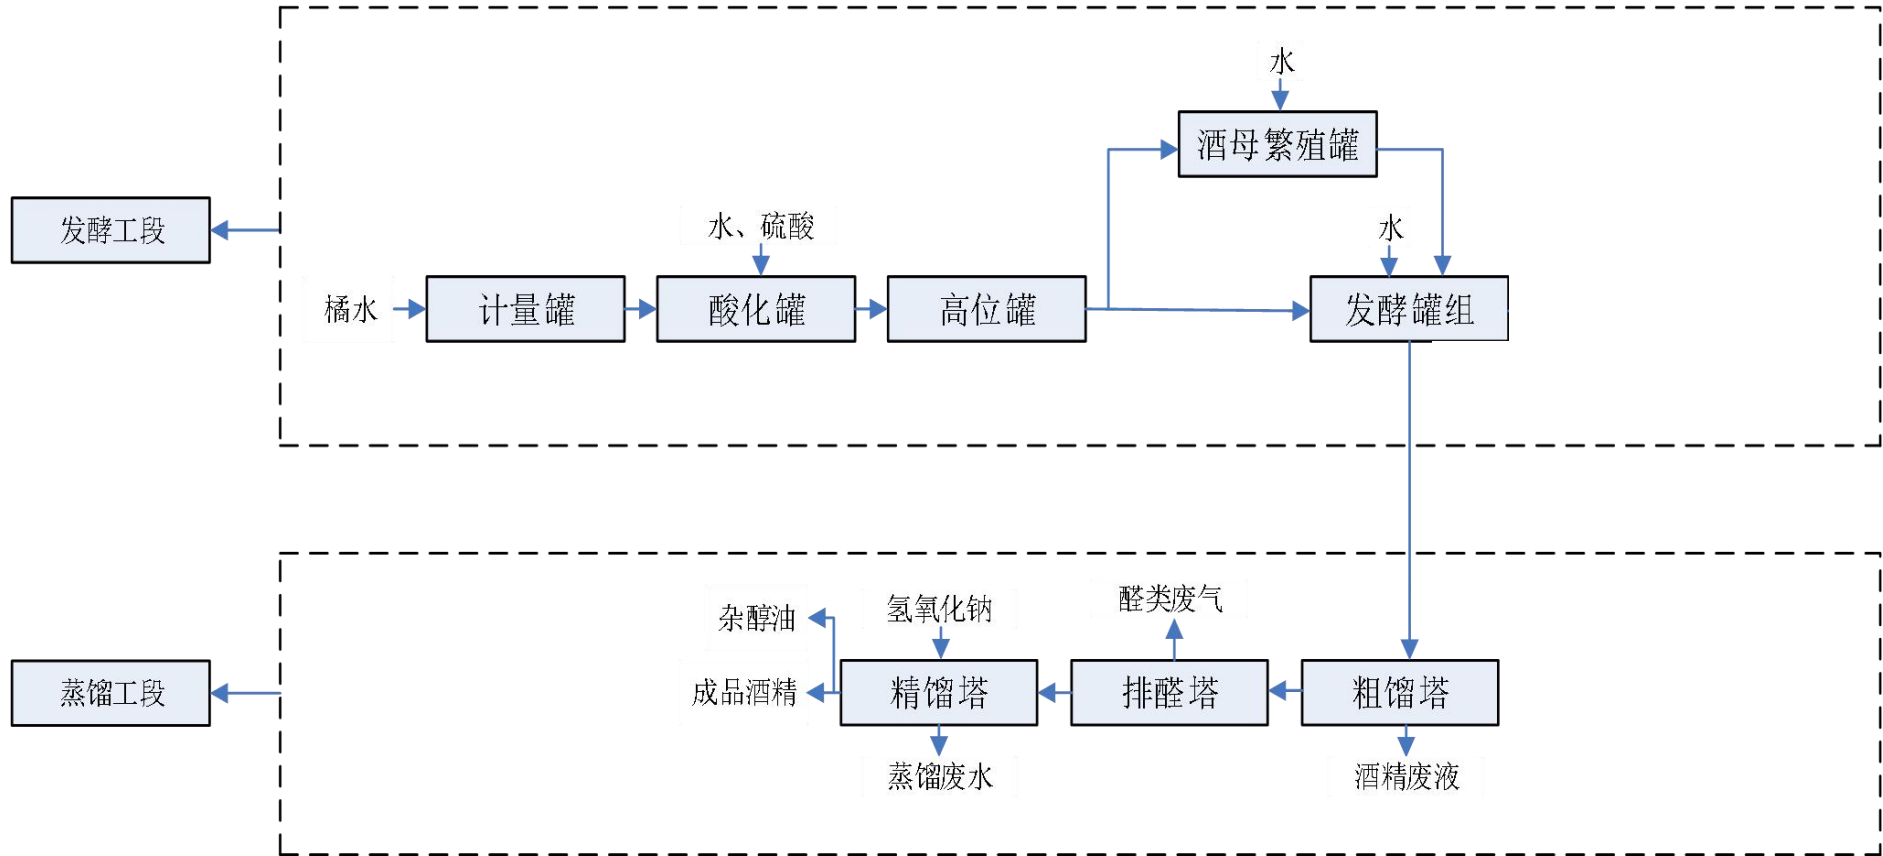 水
酒母繁殖罐
发酵工段
水、硫酸
水
橘水
计量罐
酸化罐
高位罐
发酵罐组
杂醇油
氢氧化钠
醛类废气
蒸馏工段
成品酒精
精馏塔
排醛塔
粗馏塔
蒸馏废水
酒精废液